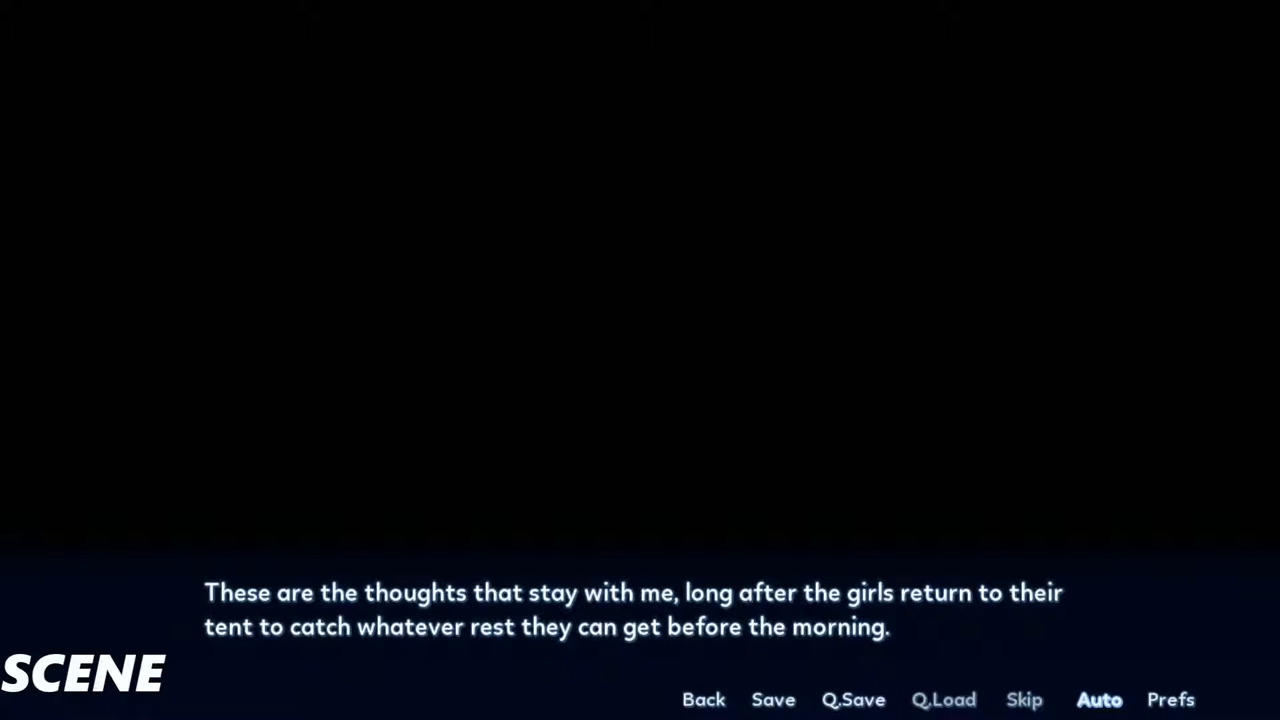 These are the thoughts that stay with me, long after the girls return to their
tent to catch whatever rest they can get before the morning.
SCENE
Back Save Q.Save Q.Load Skip Auto Prefs